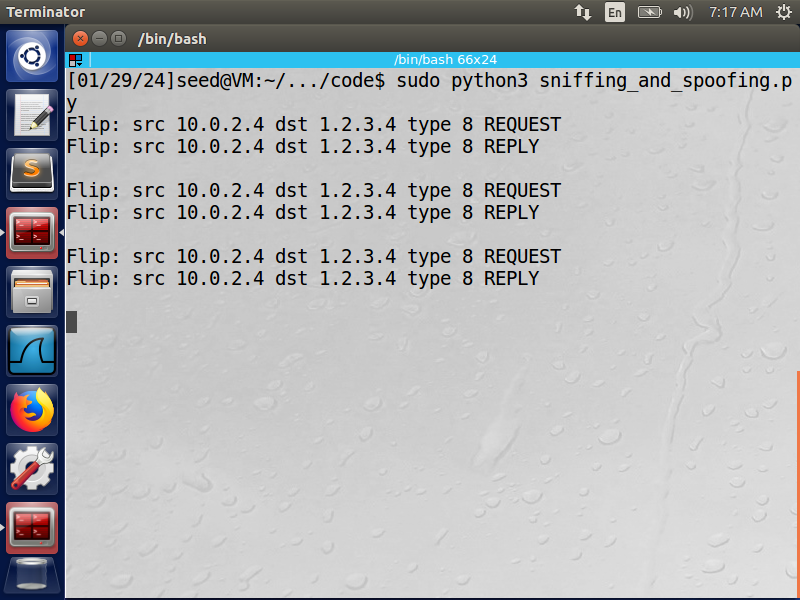 Terminator
En
7:17 AM
/bin/bash
/bin/bash 66x24
[01/29/24]seed@VM:~/.../code$ sudo python3 sniffing_and_spoofing.p
y
Flip: src 10.0.2.4 dst 1.2.3.4 type 8 REQUEST
Flip: src 10.0.2.4 dst 1.2.3.4 type 8 REPLY
Flip: src 10.0.2.4 dst 1.2.3.4 type 8 REQUEST
Flip: src 10.0.2.4 dst 1.2.3.4 type 8 REPLY
Flip: src 10.0.2.4 dst 1.2.3.4 type 8 REQUEST
Flip: src 10.0.2.4 dst 1.2.3.4 type 8 REPLY